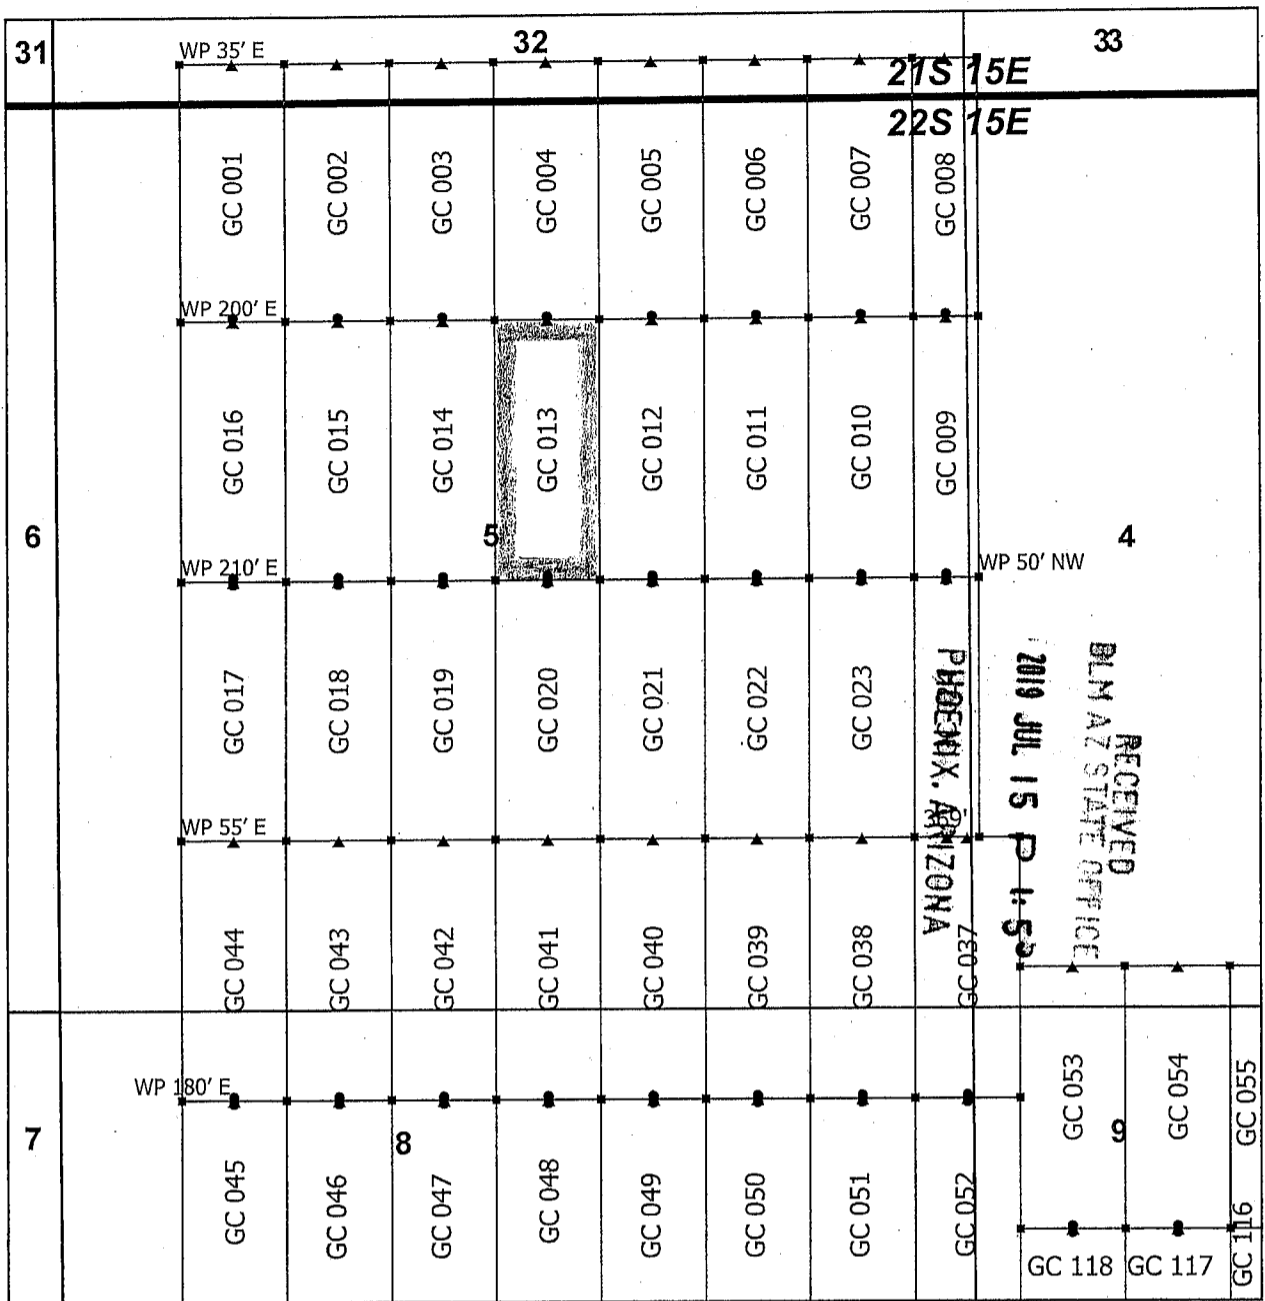 31
32
33
WP 35' E
21S 15E
22S 15E
GC 001
GC 002
GC 003
GC 004
GC 005
GC 006
GC 007
GC 008
WP 200' E
GC 016
GC 015
GC 014
GC 013
GC 012
GC 011
GC 010
GC 009
6
5
4
WP 210' E
WP 50' NW
GC 017
GC 018
GC 019
GC 020
GC 021
GC 022
GC 023
RECEIVED
BLM AZ STATE OFFICE
2019 JUL 15 P 1:5
PHOENIX, ARIZONA
WP 55' E
GC 044
GC 043
GC 042
GC 041
GC 040
GC 039
GC 038
GC 037
WP 180' E
GC 053
GC 054
GC 055
7
8
9
GC 045
GC 046
GC 047
GC 048
GC 049
GC 050
GC 051
GC 052
GC 118
GC 117
GC 116